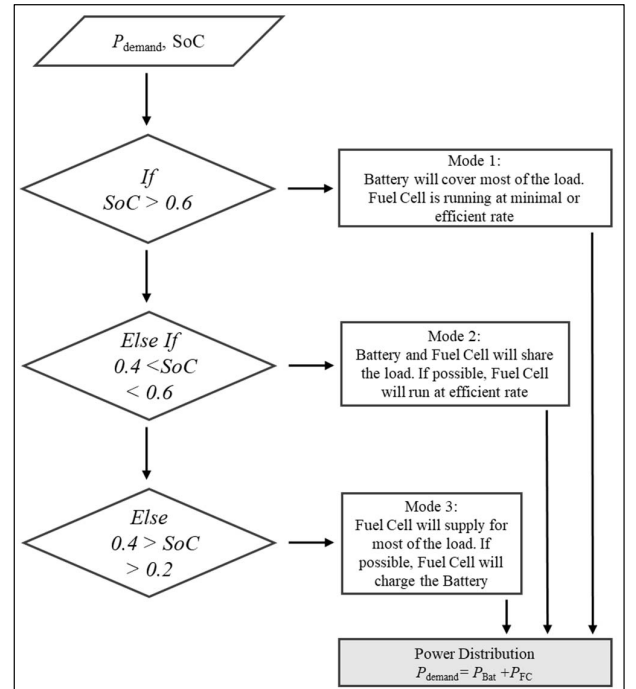 P_demand, SoC
If
SoC > 0.6
Mode 1:
Battery will cover most of the load.
Fuel Cell is running at minimal or
efficient rate
Else If
0.4 <SoC
< 0.6
Mode 2:
Battery and Fuel Cell will share
the load. If possible, Fuel Cell
will run at efficient rate
Else
0.4 > SoC
> 0.2
Mode 3:
Fuel Cell will supply for
most of the load. If
possible, Fuel Cell will
charge the Battery
Power Distribution
P_demand= P_Bat +P_FC